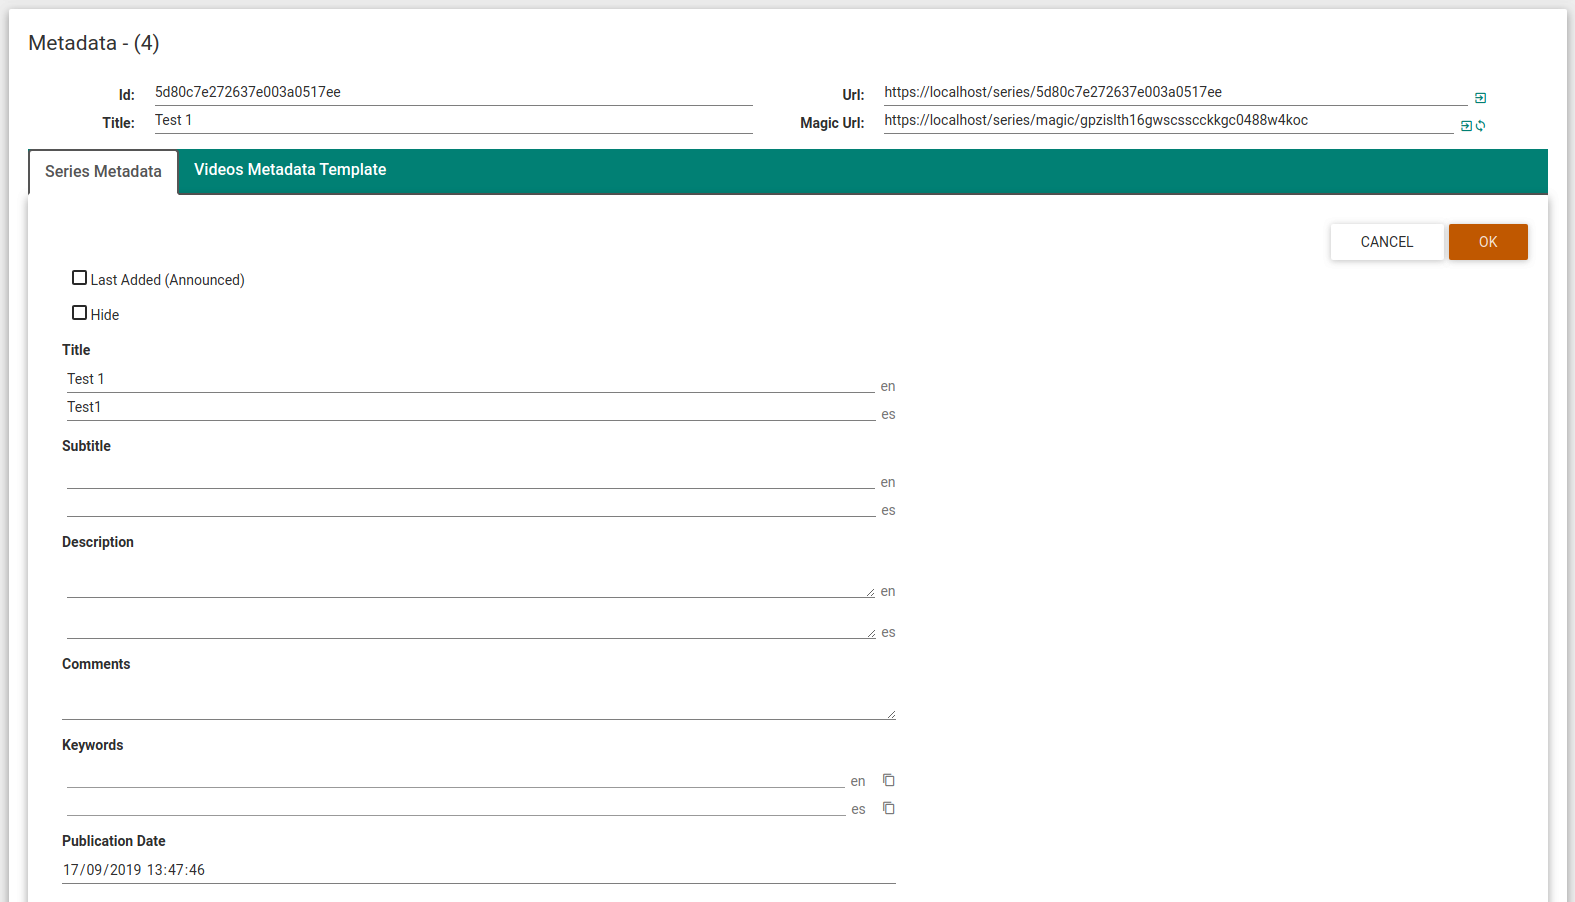 Metadata - (4)
Id: 5d80c7e272637e003a0517ee Url: https://localhost/series/5d80c7e272637e003a0517ee
Title: Test 1 Magic Url: https://localhost/series/magic/gpzislth16gwscsscckkgc0488w4koc
Series Metadata Videos Metadata Template
CANCEL OK
Last Added (Announced)
Hide
Title
Test 1 en
Test1 es
Subtitle
en
es
Description
en
es
Comments
Keywords
en
es
Publication Date
17/09/2019 13:47:46